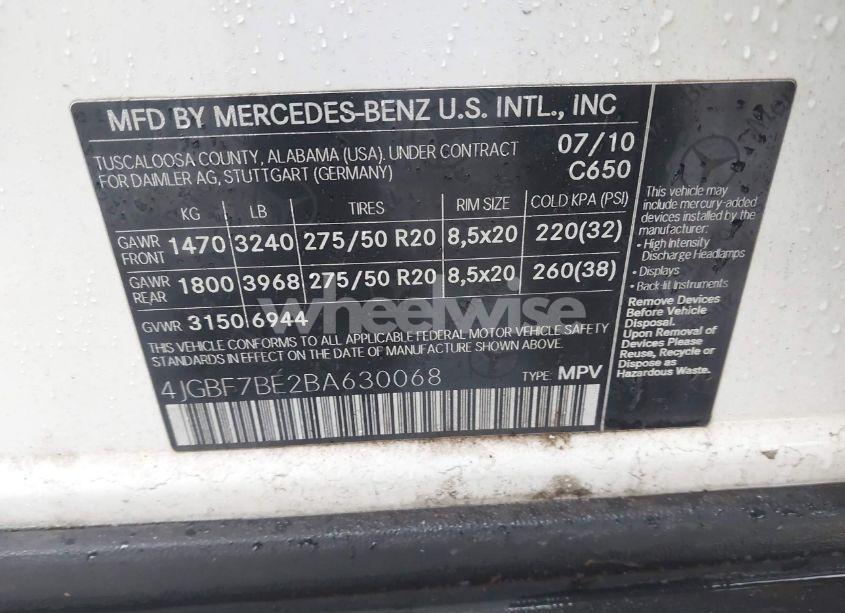 MFD BY MERCEDES-BENZ U.S. INTL., INC
TUSCALOOSA COUNTY, ALABAMA (USA). UNDER CONTRACT
FOR DAIMLER AG, STUTTGART (GERMANY)
07/10
C650
KG LB TIRES RIM SIZE COLD KPA (PSI)
GAWR FRONT 1470 3240 275/50 R20 8,5x20 220(32)
GAWR REAR 1800 3968 275/50 R20 8,5x20 260(38)
GVWR 3150 6944
THIS VEHICLE CONFORMS TO ALL APPLICABLE FEDERAL MOTOR VEHICLE SAFETY
STANDARDS IN EFFECT ON THE DATE OF MANUFACTURE SHOWN ABOVE.
4JGBF7BE2BA630068 TYPE: MPV
This vehicle may
include mercury-added
devices installed by the
manufacturer:
• High Intensity
Discharge Headlamps
• Displays
• Back-lit Instruments
Remove Devices
Before Vehicle
Disposal.
Upon Removal of
Devices Please
Reuse, Recycle or
Dispose as
Hazardous Waste.
wheelwise